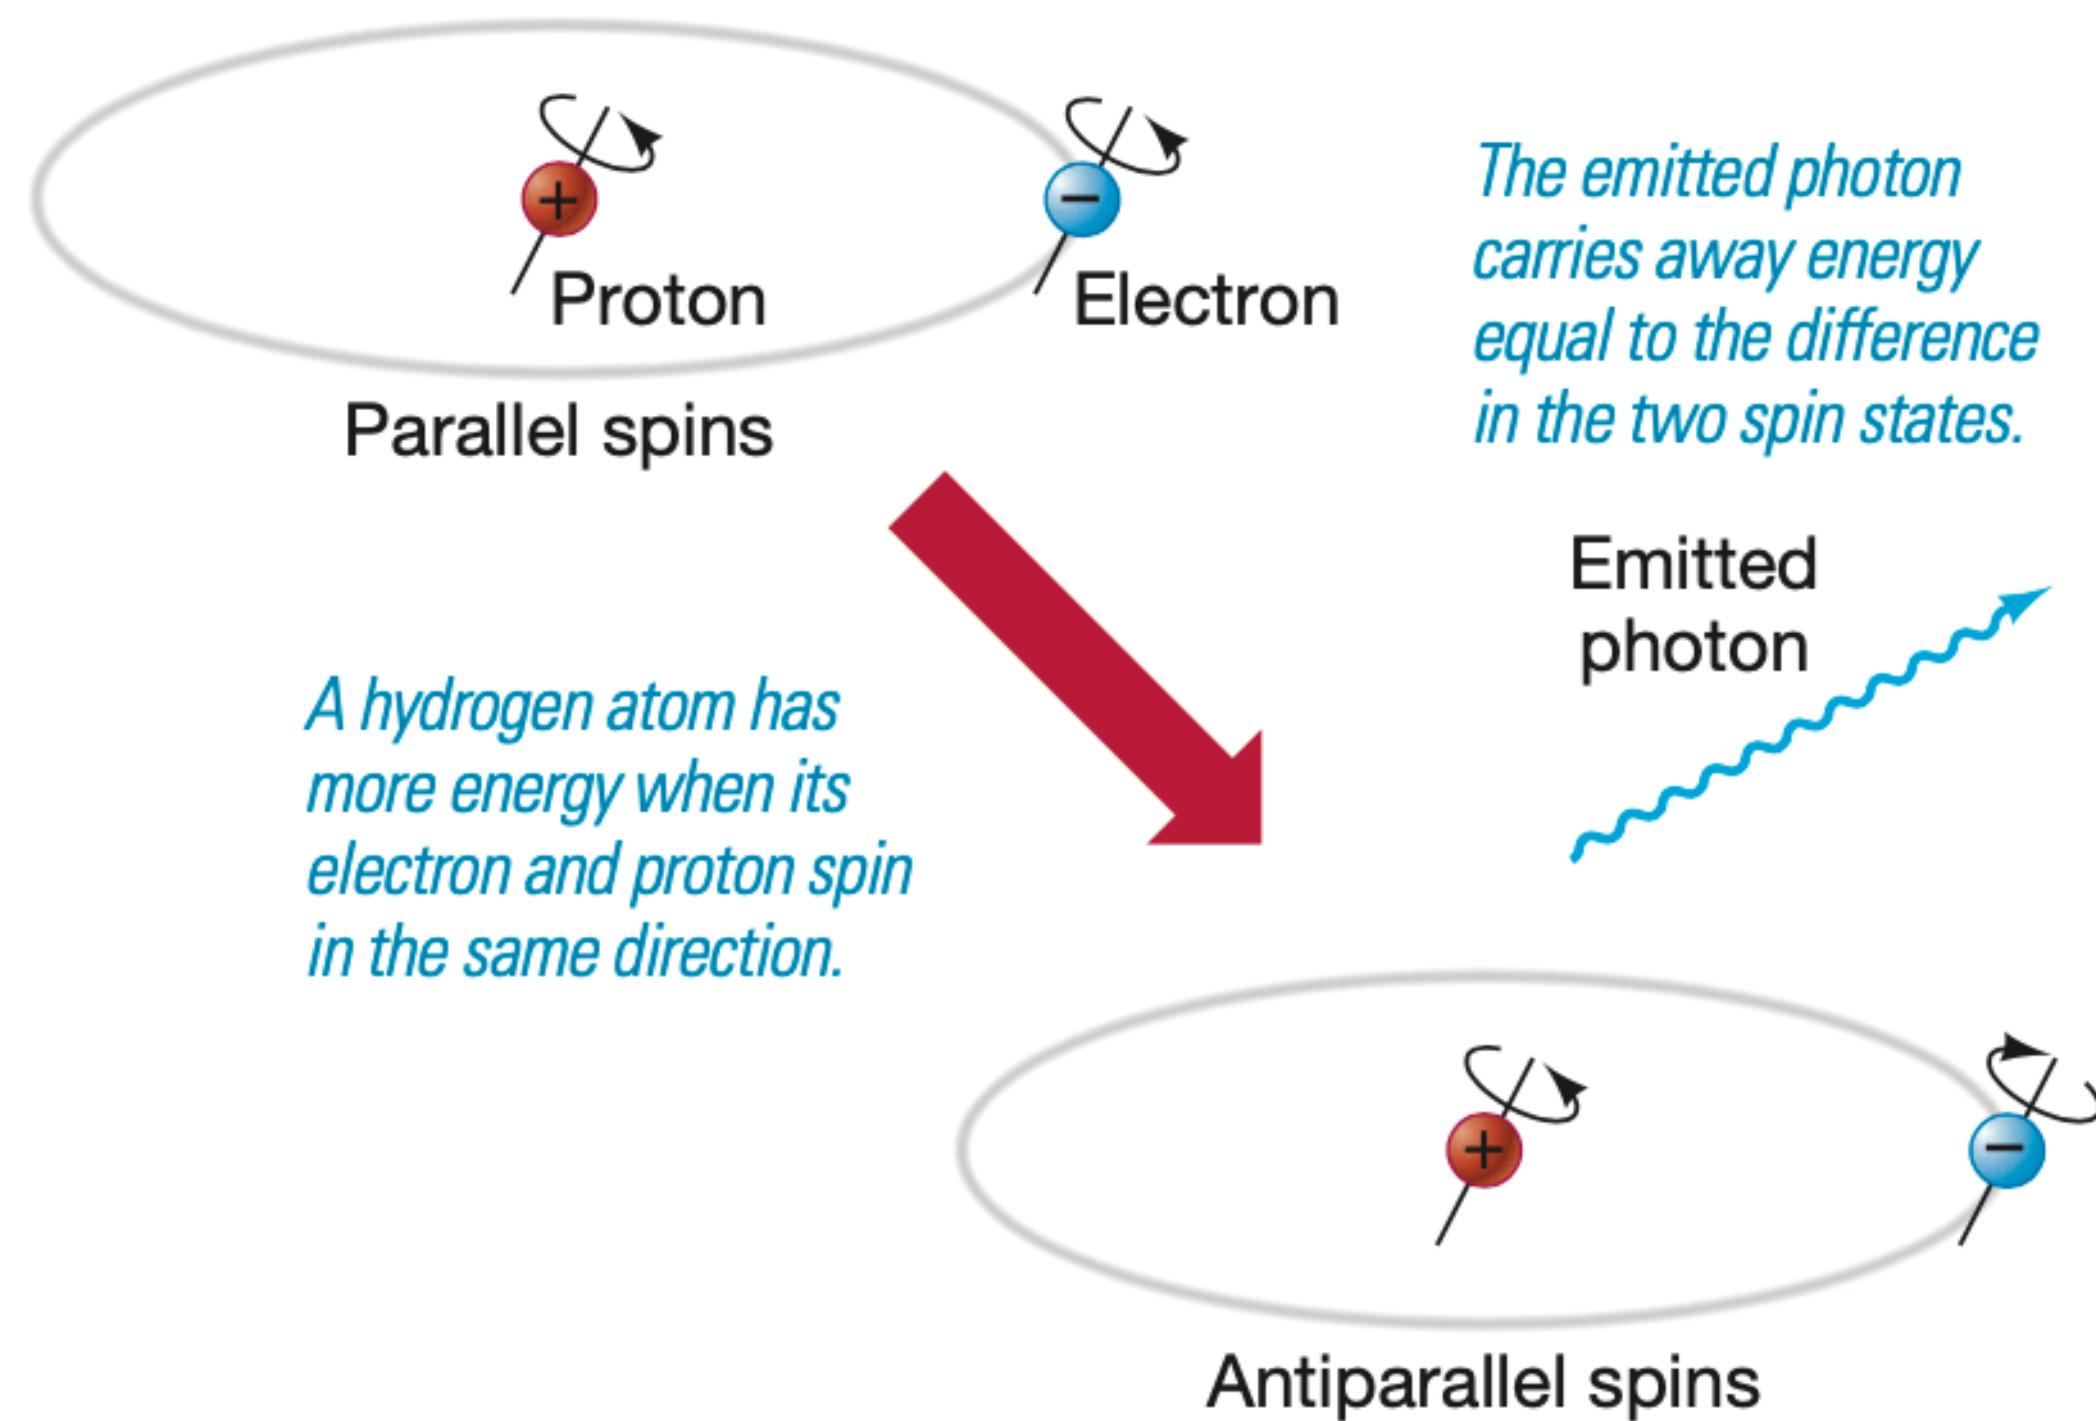 +
−
Proton
Electron
Parallel spins
The emitted photon
carries away energy
equal to the difference
in the two spin states.
Emitted
photon
A hydrogen atom has
more energy when its
electron and proton spin
in the same direction.
+
−
Antiparallel spins